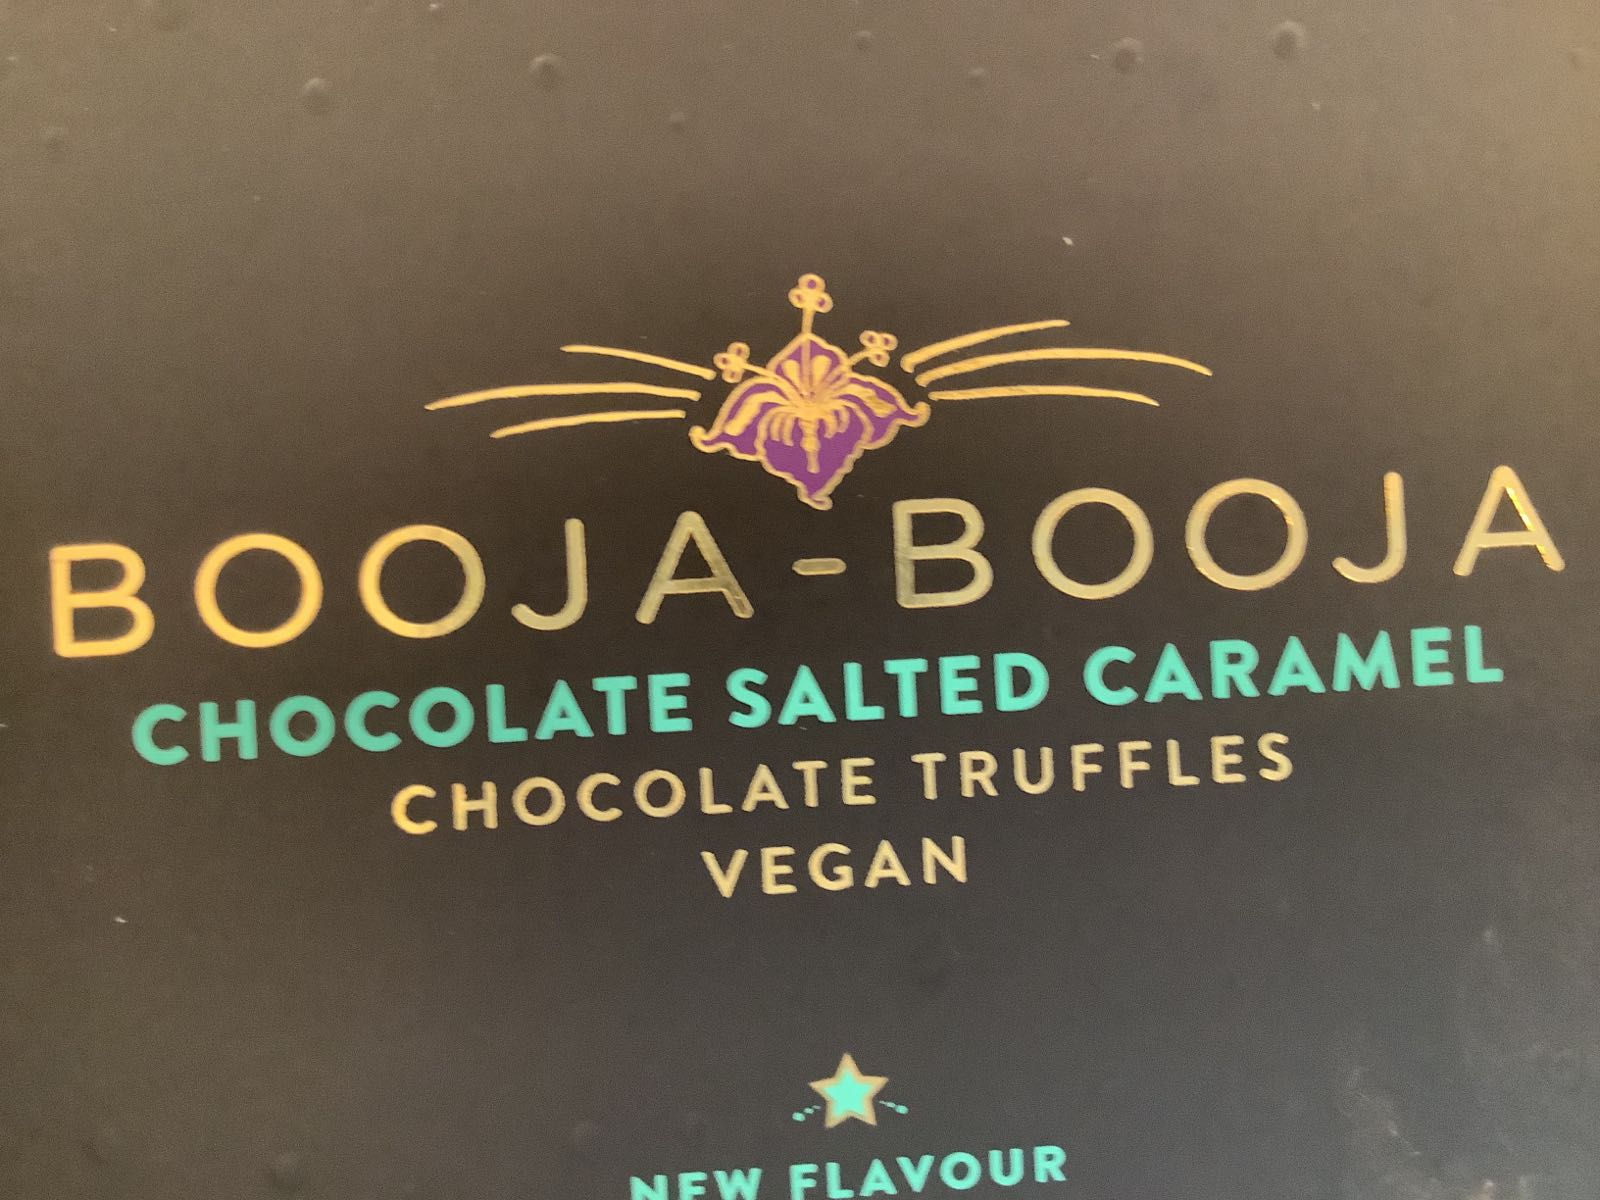 BOOJA-BOOJA
CHOCOLATE SALTED CARAMEL
CHOCOLATE TRUFFLES
VEGAN
NEW FLAVOUR